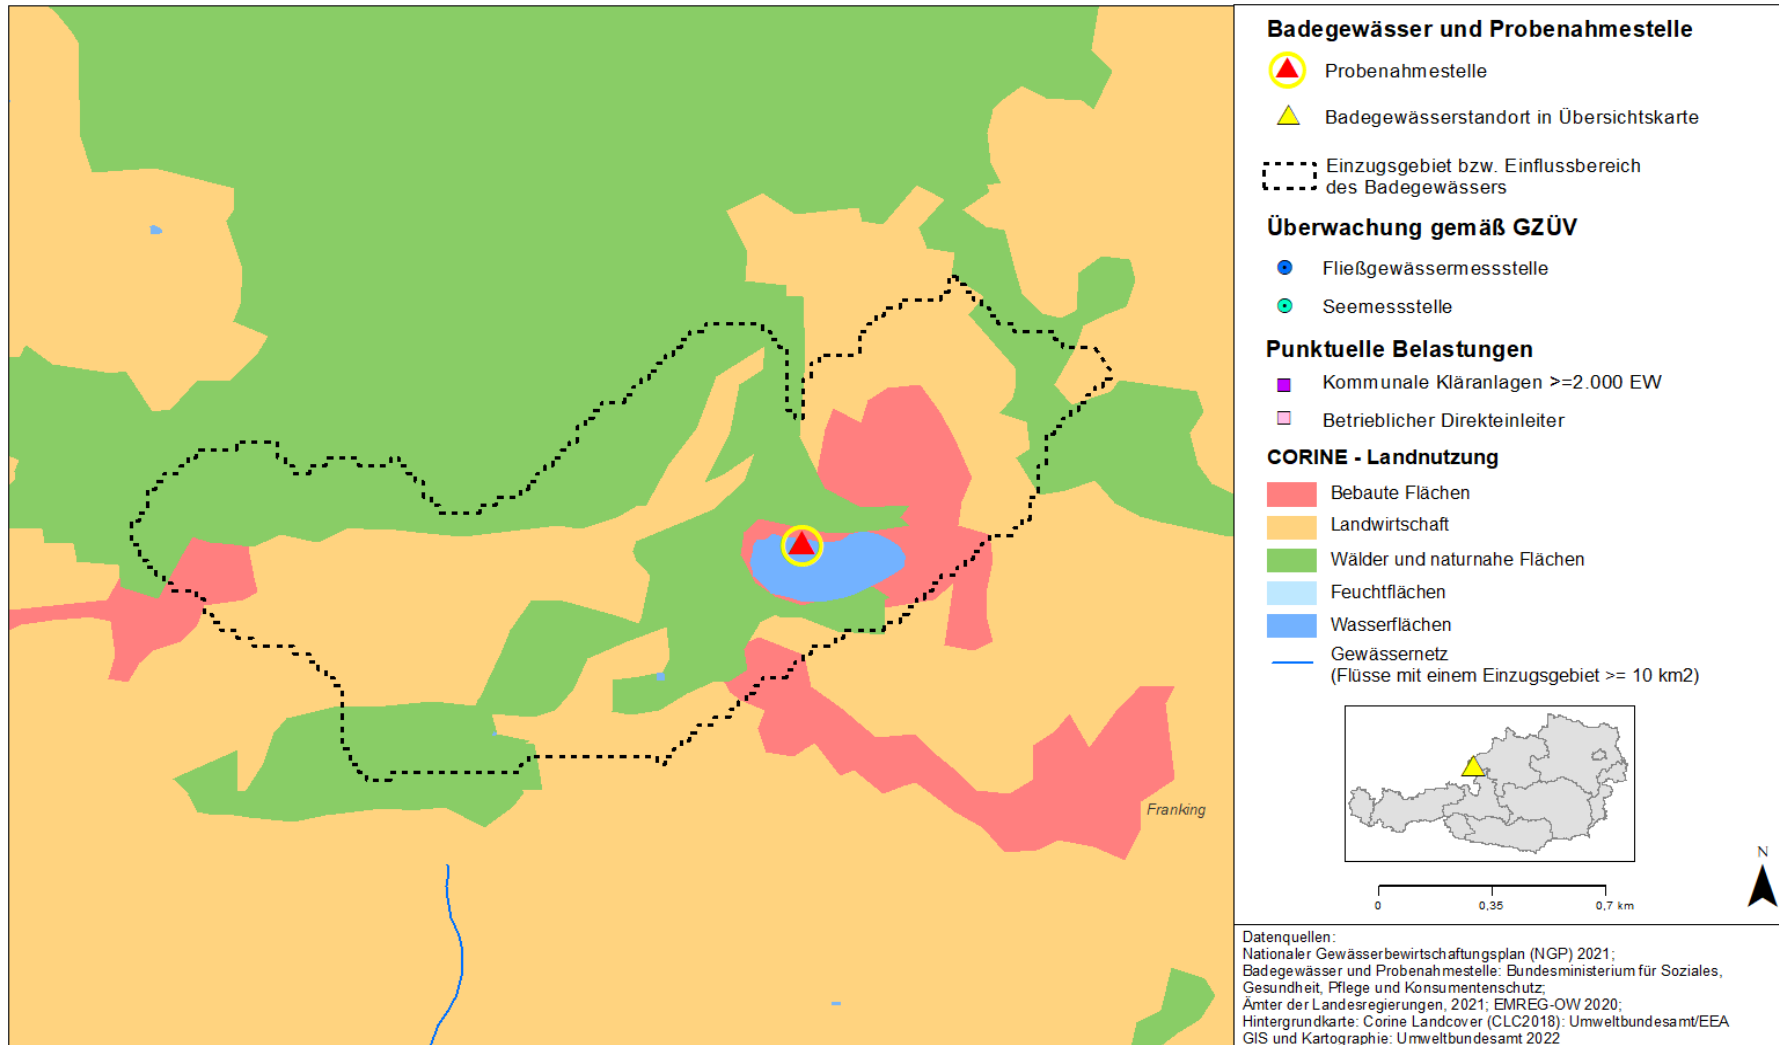 Badegewässer und Probenahmestelle
Probenahmestelle
Badegewässerstandort in Übersichtskarte
Einzugsgebiet bzw. Einflussbereich
des Badegewässers
Überwachung gemäß GZÜV
Fließgewässermessstelle
Seemessstelle
Punktuelle Belastungen
Kommunale Kläranlagen >=2.000 EW
Betrieblicher Direkteinleiter
CORINE - Landnutzung
Bebaute Flächen
Landwirtschaft
Wälder und naturnahe Flächen
Feuchtflächen
Wasserflächen
Gewässernetz
(Flüsse mit einem Einzugsgebiet >= 10 km2)
Franking
N
0 0,35 0,7 km
Datenquellen:
Nationaler Gewässerbewirtschaftungsplan (NGP) 2021;
Badegewässer und Probenahmestelle: Bundesministerium für Soziales,
Gesundheit, Pflege und Konsumentenschutz;
Ämter der Landesregierungen, 2021; EMREG-OW 2020;
Hintergrundkarte: Corine Landcover (CLC2018): Umweltbundesamt/EEA
GIS und Kartographie: Umweltbundesamt 2022